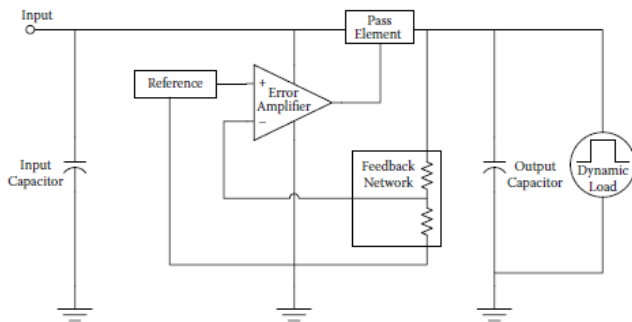 Input
Pass
Element
Reference
+
Error
Amplifier
−
Input
Capacitor
Feedback
Network
Output
Capacitor
Dynamic
Load